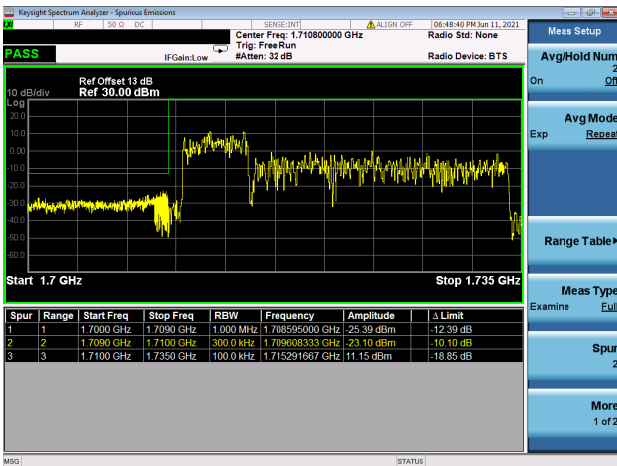 Keysight Spectrum Analyzer - Spurious Emissions
RF 50 Ω DC SENSE:INT ALIGN OFF 06:48:40 PM Jun 11, 2021
Center Freq: 1.710800000 GHz Radio Std: None
Trig: FreeRun
PASS IFGain:Low #Atten: 32 dB Radio Device: BTS
Ref Offset 13 dB
10 dB/div Ref 30.00 dBm
Log
20.0
10.0
0.00
-10.0
-20.0
-30.0
-40.0
-50.0
-60.0
Start 1.7 GHz Stop 1.735 GHz
Spur Range Start Freq Stop Freq RBW Frequency Amplitude Δ Limit
1 1 1.7000 GHz 1.7090 GHz 1.000 MHz 1.708595000 GHz -25.39 dBm -12.39 dB
2 2 1.7090 GHz 1.7100 GHz 300.0 kHz 1.709608333 GHz -23.10 dBm -10.10 dB
3 3 1.7100 GHz 1.7350 GHz 100.0 kHz 1.715291667 GHz 11.15 dBm -18.85 dB
MSG STATUS
Meas Setup
Avg/Hold Num
2
On Off
Avg Mode
Exp Repeat
Range Table
Meas Type
Examine Full
Spur
2
More
1 of 2